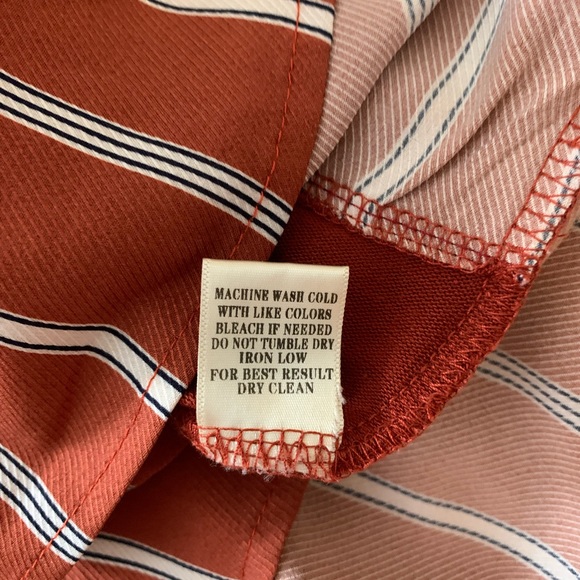 MACHINE WASH COLD
WITH LIKE COLORS
BLEACH IF NEEDED
DO NOT TUMBLE DRY
IRON LOW
FOR BEST RESULT
DRY CLEAN